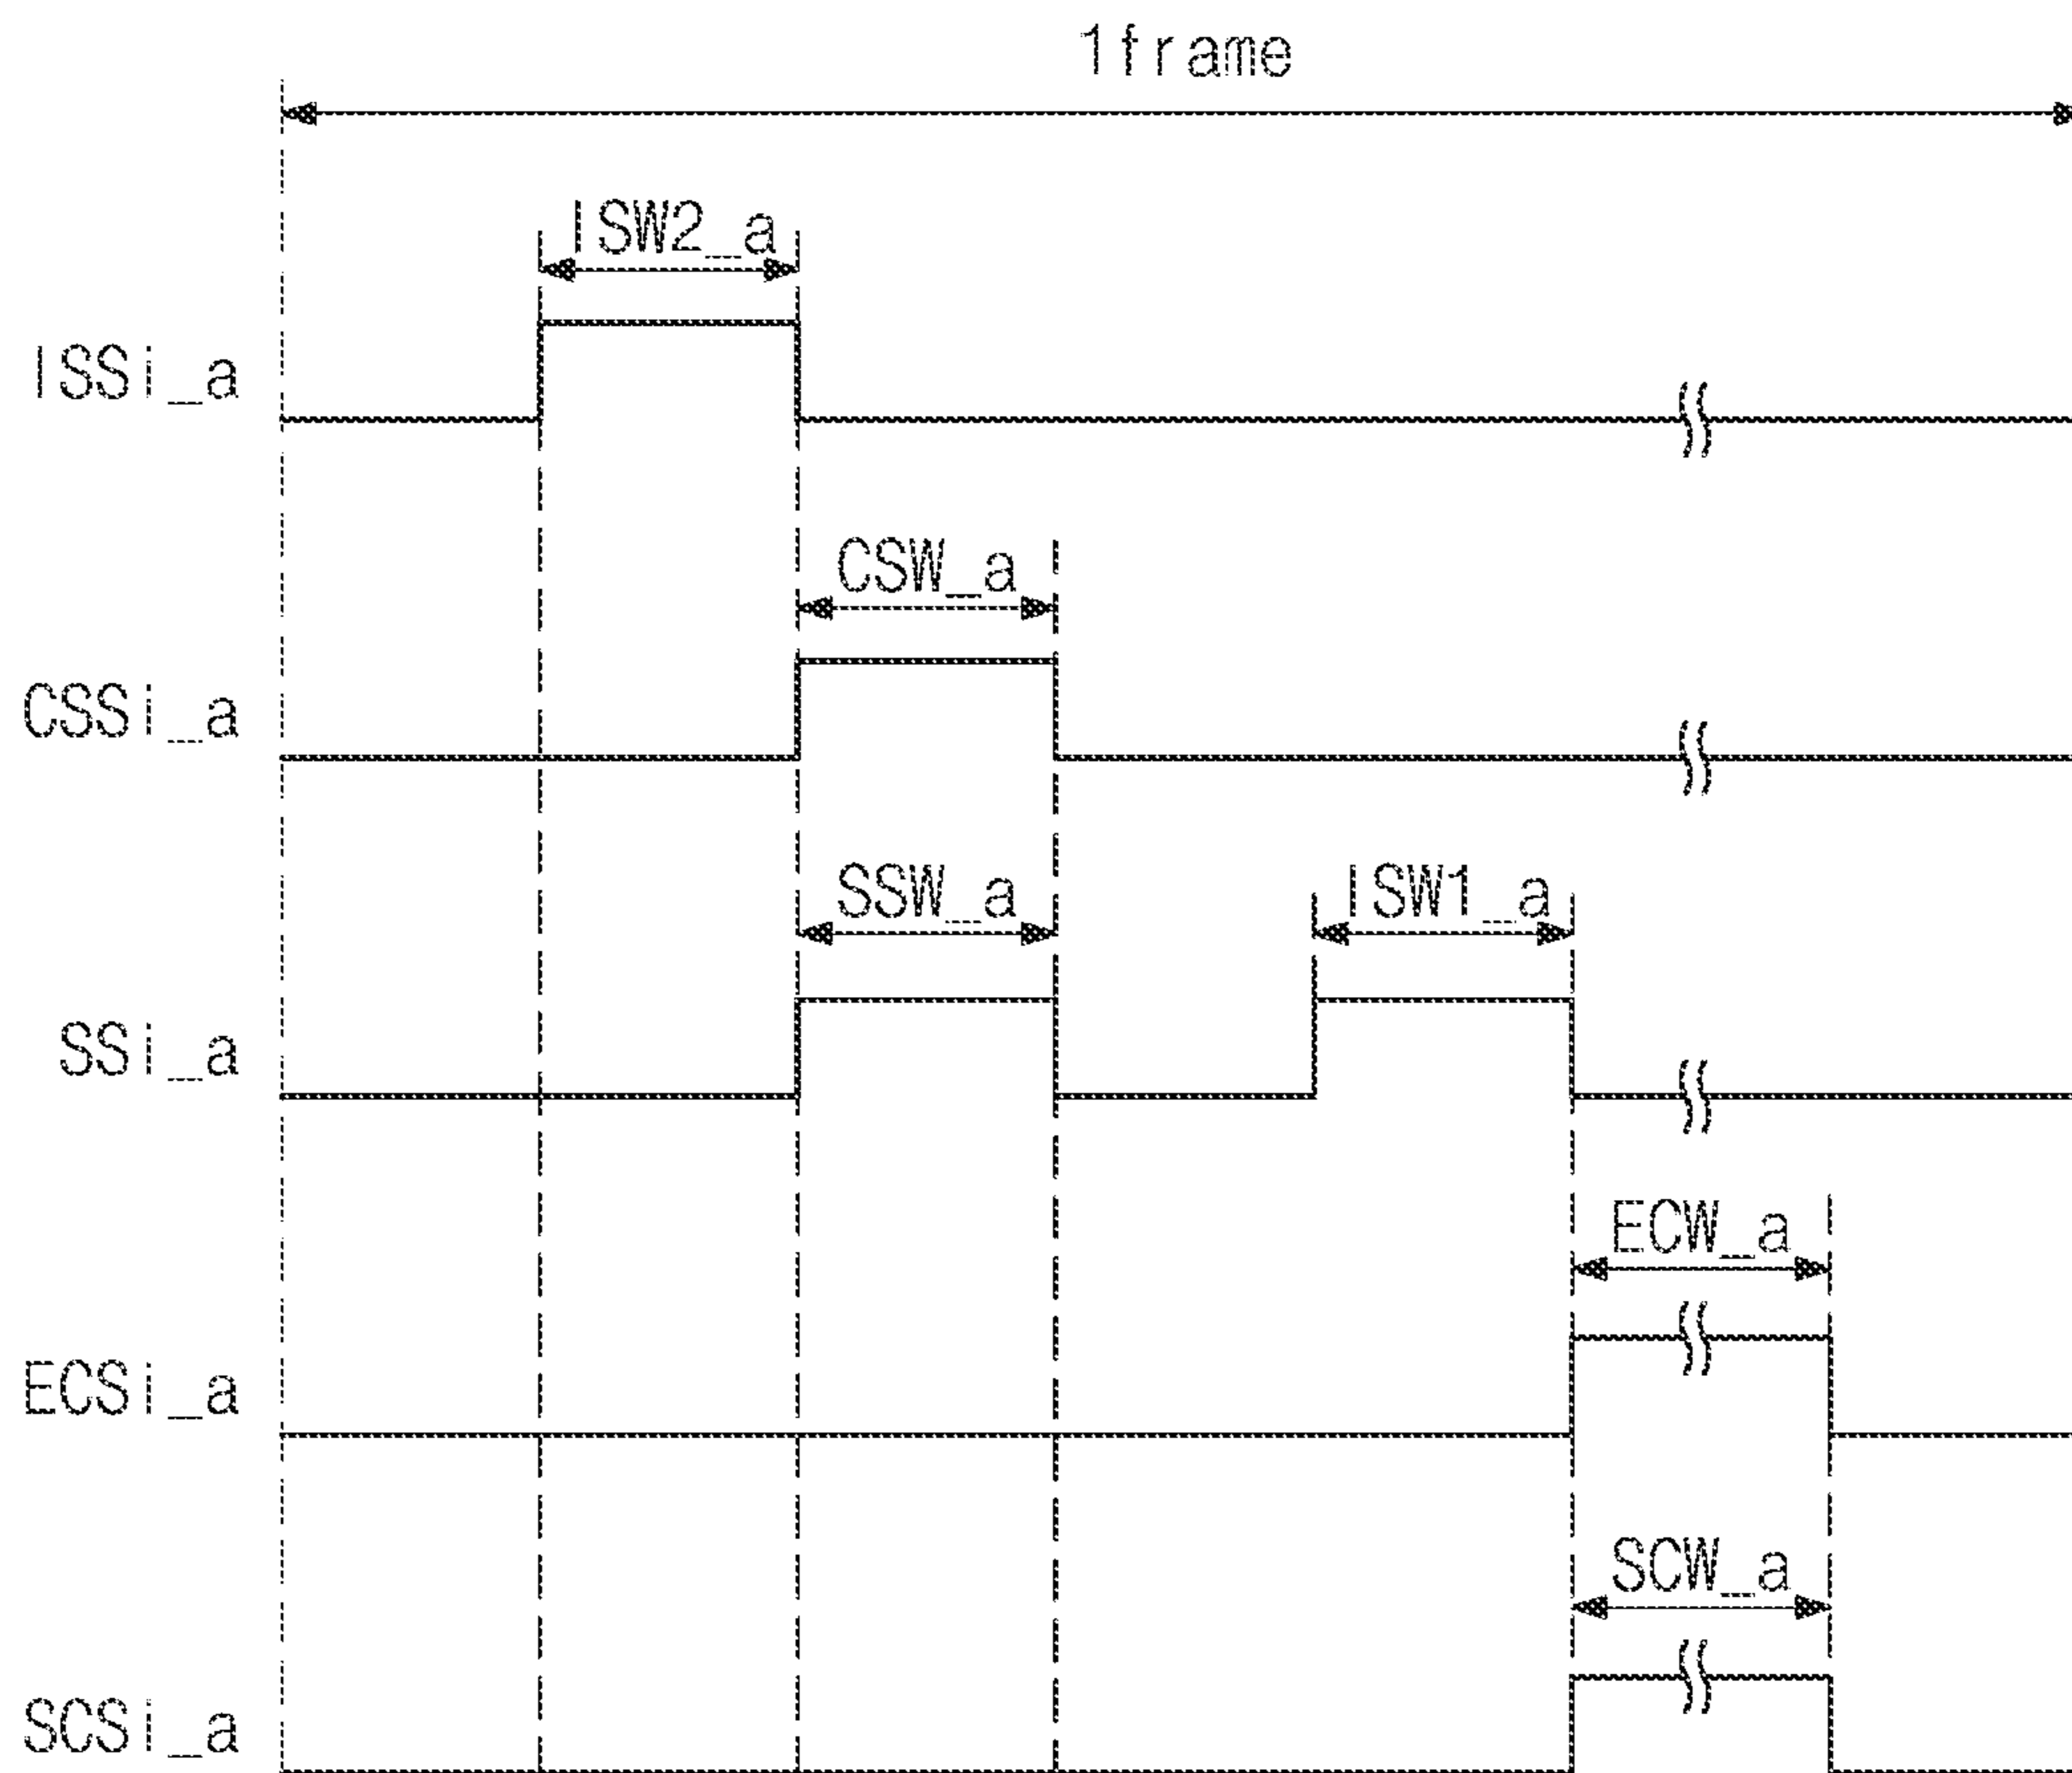 1frame
ISW2_a
ISSi_a
CSW_a
CSSi_a
SSW_a ISW1_a
SSi_a
ECW_a
ECSi_a
SCW_a
SCSi_a